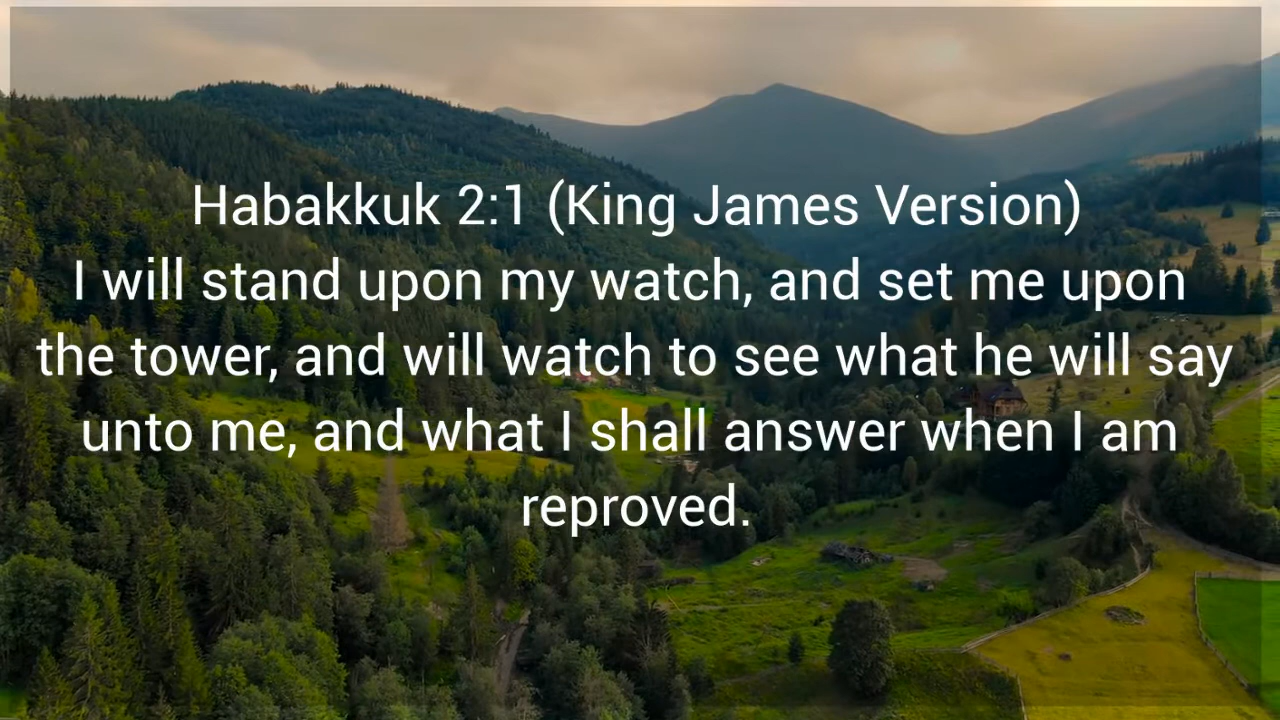 Habakkuk 2:1 (King James Version)
I will stand upon my watch, and set me upon
the tower, and will watch to see what he will say
unto me, and what I shall answer when I am
reproved.